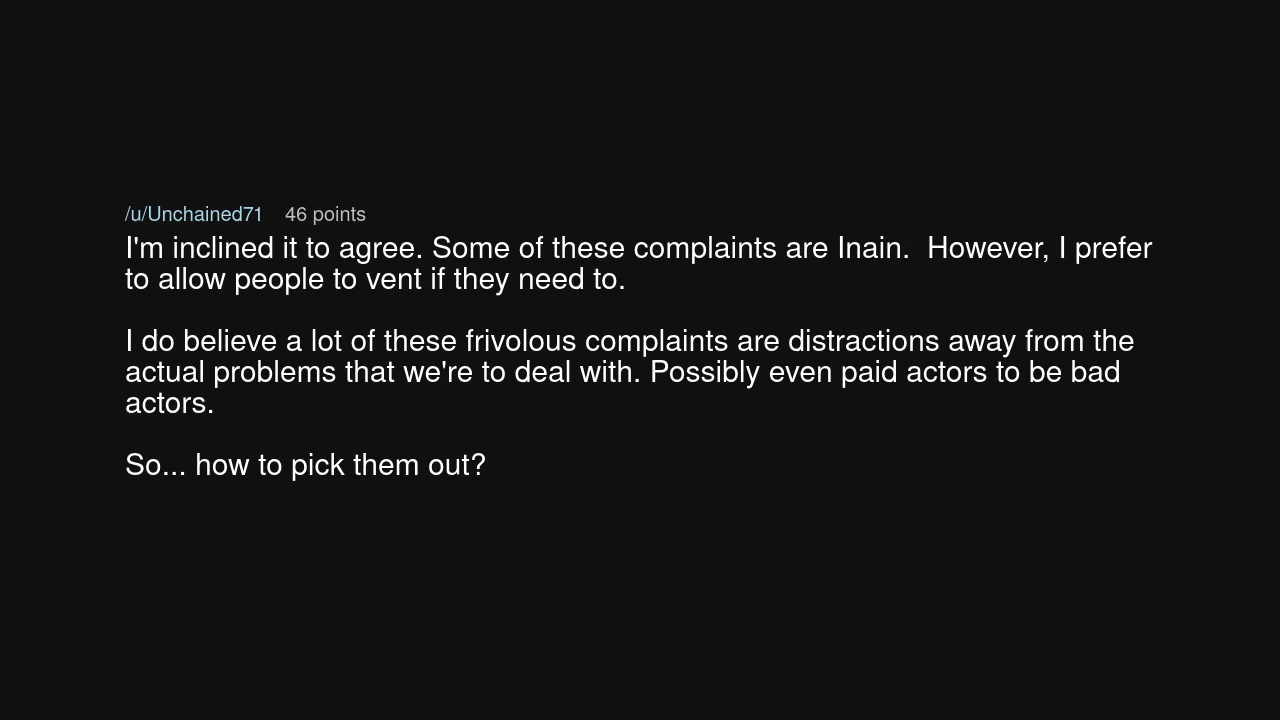 /u/Unchained71 46 points
I'm inclined it to agree. Some of these complaints are Inain.  However, I prefer
to allow people to vent if they need to.
I do believe a lot of these frivolous complaints are distractions away from the
actual problems that we're to deal with. Possibly even paid actors to be bad
actors.
So... how to pick them out?